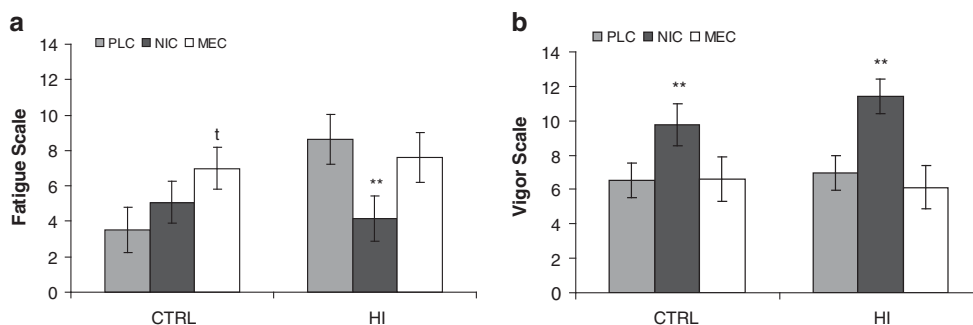 a
PLC NIC MEC
Fatigue Scale
14
12
10
8
6
4
2
0
t
**
CTRL HI
b
PLC NIC MEC
Vigor Scale
14
12
10
8
6
4
2
0
**
**
CTRL HI